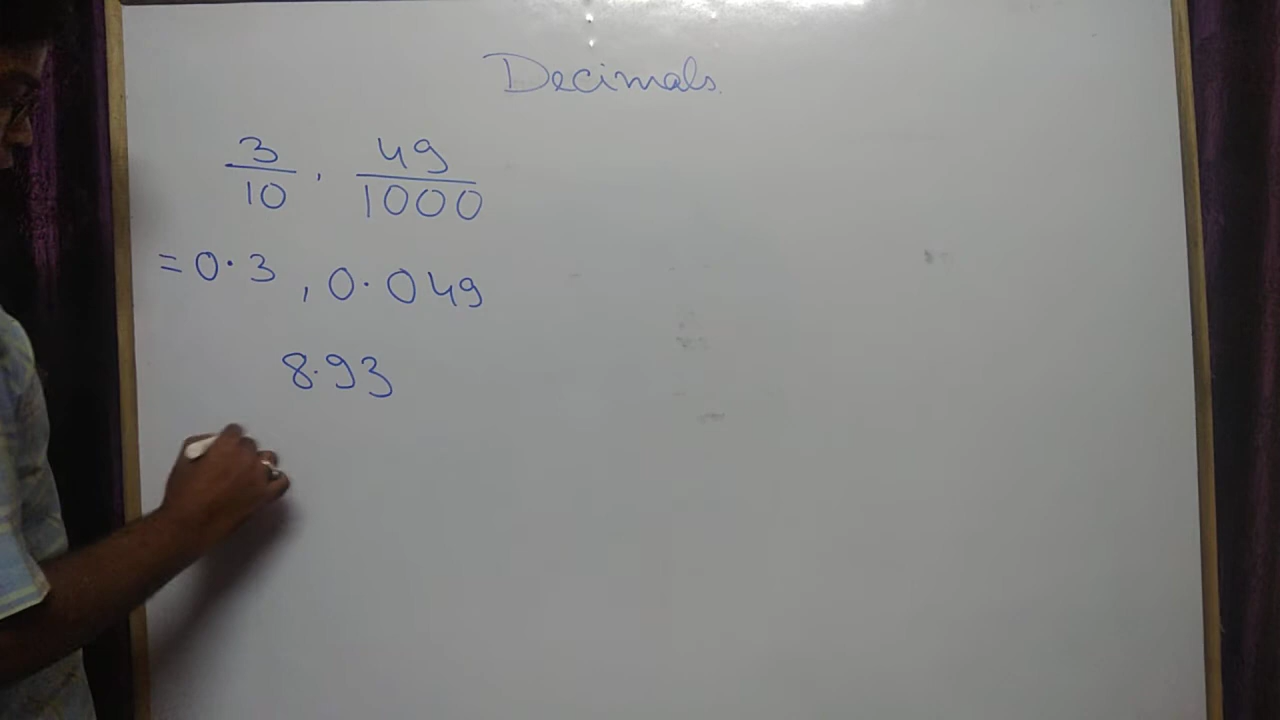 Decimals.
3/10 , 49/1000
= 0.3 , 0.049
8.93